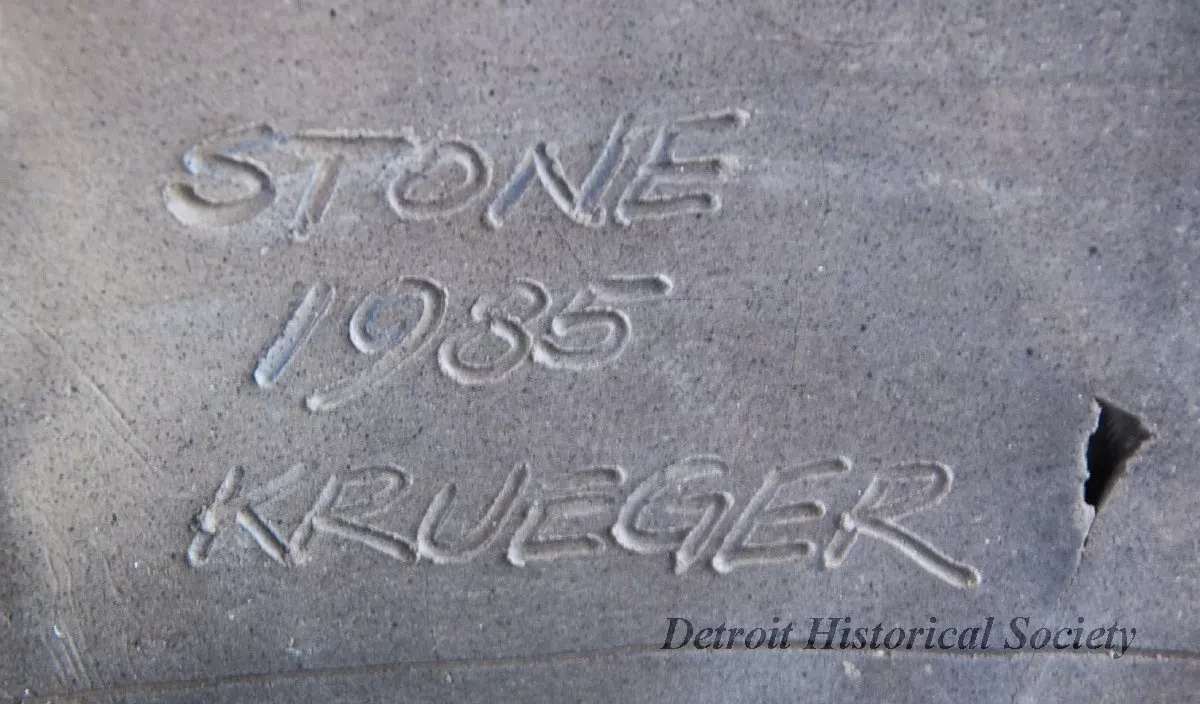 STONE
1985
KRUEGER
Detroit Historical Society